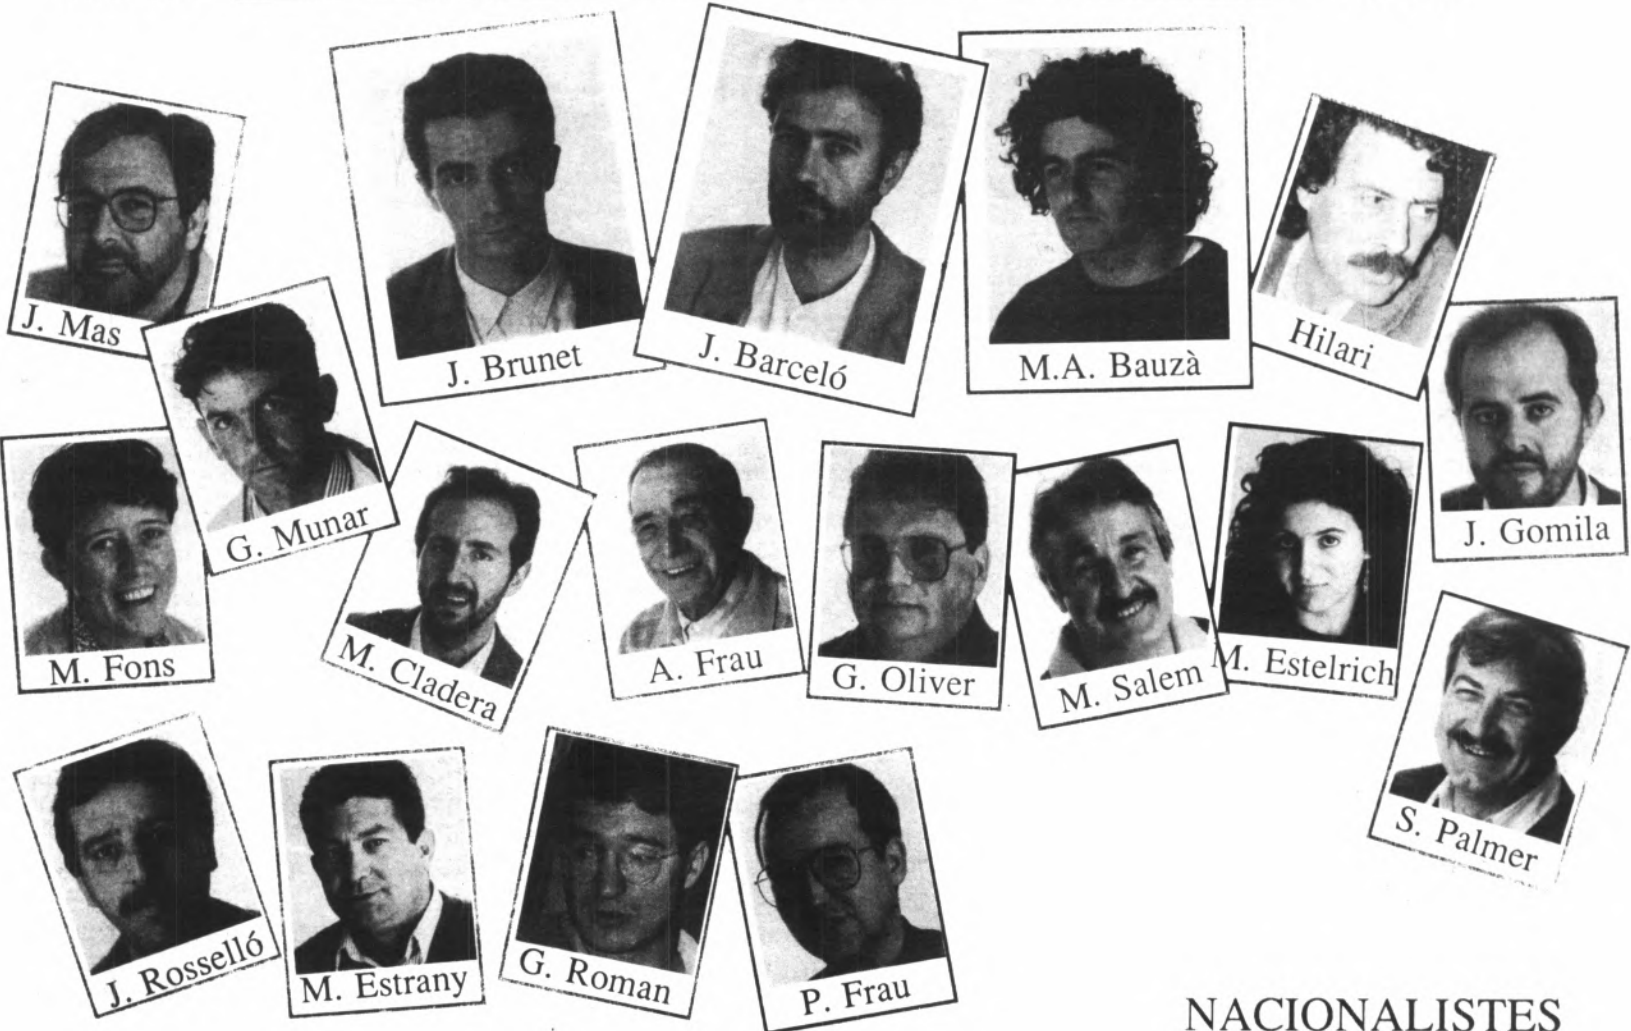 J. Mas
J. Brunet
J. Barceló
M.A. Bauzà
Hilari
G. Munar
J. Gomila
M. Fons
M. Cladera
A. Frau
G. Oliver
M. Salem
M. Estelrich
S. Palmer
J. Rosselló
M. Estrany
G. Roman
P. Frau
NACIONALISTES